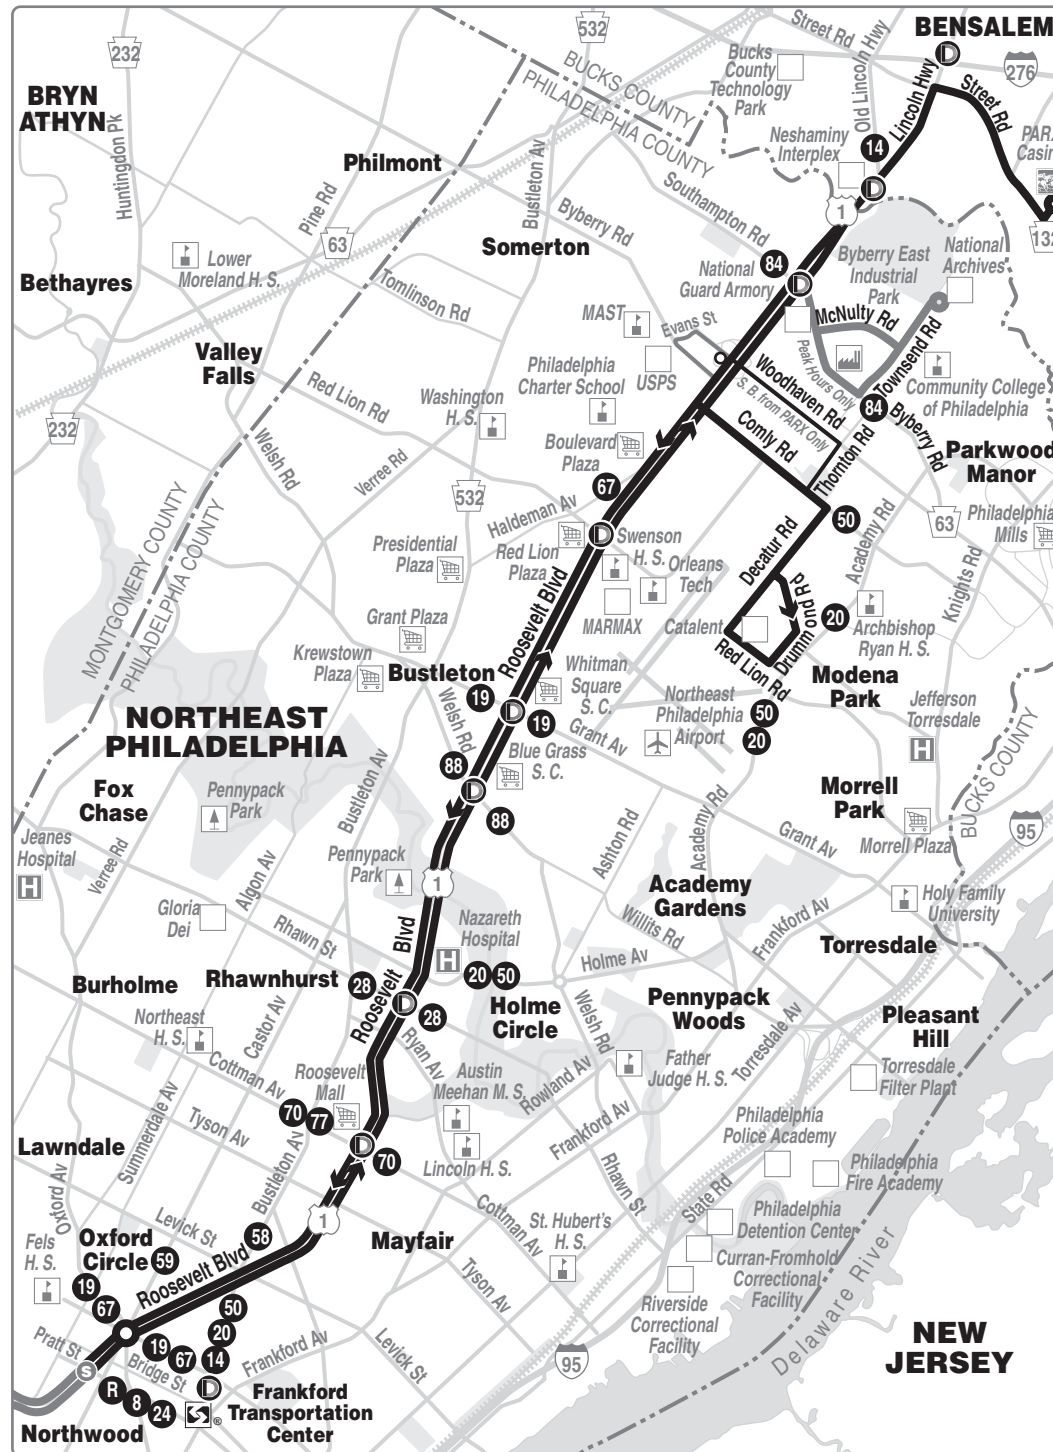 532
Street Rd
Old Lincoln Hwy
BENSALEM
D
232
BUCKS COUNTY
PHILADELPHIA COUNTY
Bucks
County
Technology
Park
Lincoln Hwy
Street Rd
276
BRYN
ATHYN
Huntingdon Pk
Philmont
Bustleton Av
Neshaminy
Interplex
14
D
PAR
Casin
132
Pine Rd
63
Byberry Rd
Southampton Rd
1
Somerton
Lower
Moreland H. S.
Bethayres
Tomlinson Rd
National
Guard Armory
84
D
Byberry East
Industrial
Park
National
Archives
McNulty Rd
MAST
Evans St
Peak Hours Only
Townsend Rd
Valley
Falls
Philadelphia
Charter School
USPS
Woodhaven Rd
S. B. from PARX Only
Community College
of Philadelphia
84
Byberry Rd
Red Lion Rd
Washington
H. S.
232
Welsh Rd
Verree Rd
Boulevard
Plaza
Comly Rd
Thornton Rd
Parkwood
Manor
532
67
Haldeman Av
50
63
Philadelphia
Mills
MONTGOMERY COUNTY
PHILADELPHIA COUNTY
Presidential
Plaza
Red Lion
Plaza
D
Swenson
H. S.
Orleans
Tech
Decatur Rd
Academy Rd
Knights Rd
Roosevelt Blvd
MARMAX
Catalent
Drummond Rd
20
Archbishop
Ryan H. S.
Grant Plaza
Krewstown
Plaza
Bustleton
Whitman
Square
S. C.
Red Lion Rd
Modena
Park
19
D
19
Welsh Rd
Grant Av
Northeast
Philadelphia
Airport
50
20
Jefferson
Torresdale
NORTHEAST
PHILADELPHIA
Blue Grass
S. C.
88
D
88
Bustleton Av
BUCKS COUNTY
Fox
Chase
Pennypack
Park
Morrell
Park
Morrell Plaza
95
Jeanes
Hospital
H
Verree Rd
Algon Av
Pennypack
Park
1
Ashton Rd
Academy Rd
Grant Av
Gloria
Dei
Rhawn St
Blvd
Nazareth
Hospital
H
Academy
Gardens
Willits Rd
Frankford Av
Holy Family
University
Holme Av
Torresdale
Burholme
Rhawnhurst
28
D
28
20
50
Holme
Circle
Pennypack
Woods
Pleasant
Hill
Roosevelt
Castor Av
Northeast
H. S.
Welsh Rd
Torresdale Av
Ryan Av
Cottman Av
Roosevelt
Mall
Austin
Meehan M. S.
Rowland Av
Father
Judge H. S.
Torresdale
Filter Plant
Summerdale Av
Tyson Av
70
77
D
70
Lincoln H. S.
Frankford Av
Philadelphia
Police Academy
Lawndale
Oxford Av
Bustleton Av
Rhawn St
State Rd
Philadelphia
Fire Academy
Levick St
1
Cottman Av
St. Hubert's
H. S.
Philadelphia
Detention Center
Fels
H. S.
Oxford
Circle
59
58
Roosevelt Blvd
Mayfair
Curran-Fromhold
Correctional
Facility
19
67
Tyson Av
Riverside
Correctional
Facility
50
20
14
D
19
67
Pratt St
S
Bridge St
Frankford Av
Levick St
95
Delaware River
NEW
JERSEY
R
8
24
®
Frankford
Transportation
Center
Northwood
H